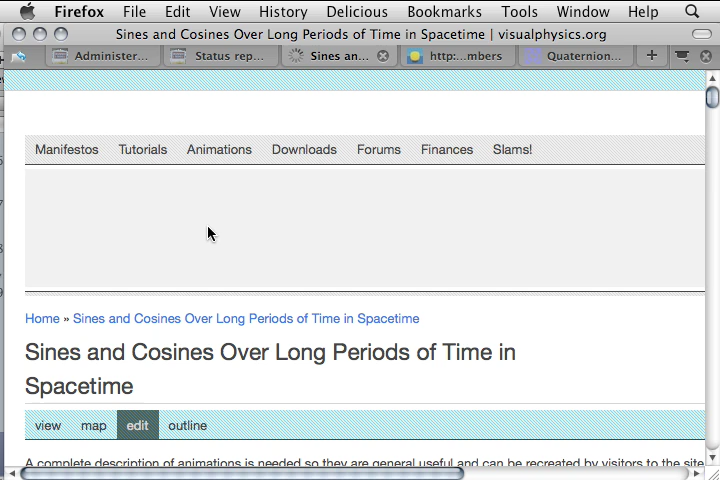 Firefox File Edit View History Delicious Bookmarks Tools Window Help
Sines and Cosines Over Long Periods of Time in Spacetime | visualphysics.org
Administer... Status rep... Sines an... http:...mbers Quaternion...
Manifestos Tutorials Animations Downloads Forums Finances Slams!
Home » Sines and Cosines Over Long Periods of Time in Spacetime
Sines and Cosines Over Long Periods of Time in
Spacetime
view map edit outline
A complete description of animations is needed so they are general useful and can be recreated by visitors to the site